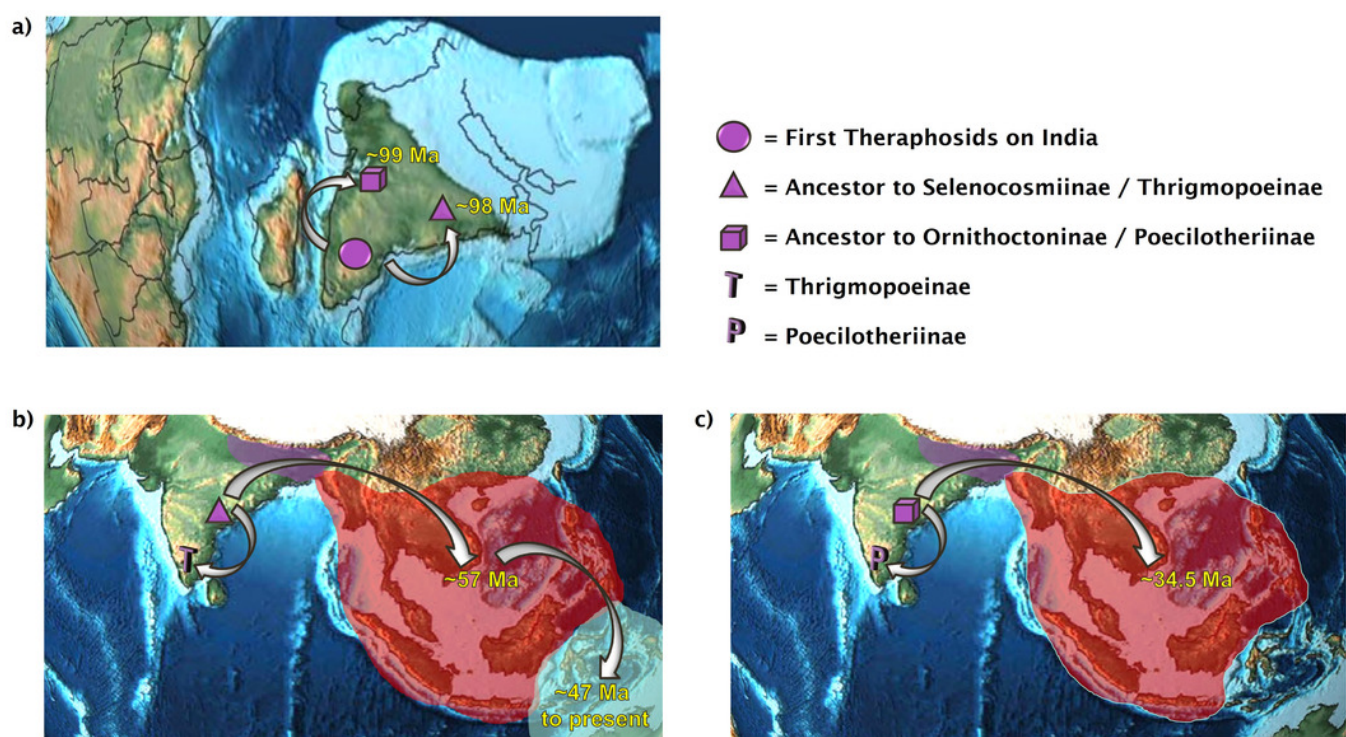 a)
~99 Ma
~98 Ma
= First Theraphosids on India
= Ancestor to Selenocosmiinae / Thrigmopoeinae
= Ancestor to Ornithoctoninae / Poecilotheriinae
T = Thrigmopoeinae
P = Poecilotheriinae
b)
T
~57 Ma
~47 Ma
to present
c)
P
~34.5 Ma